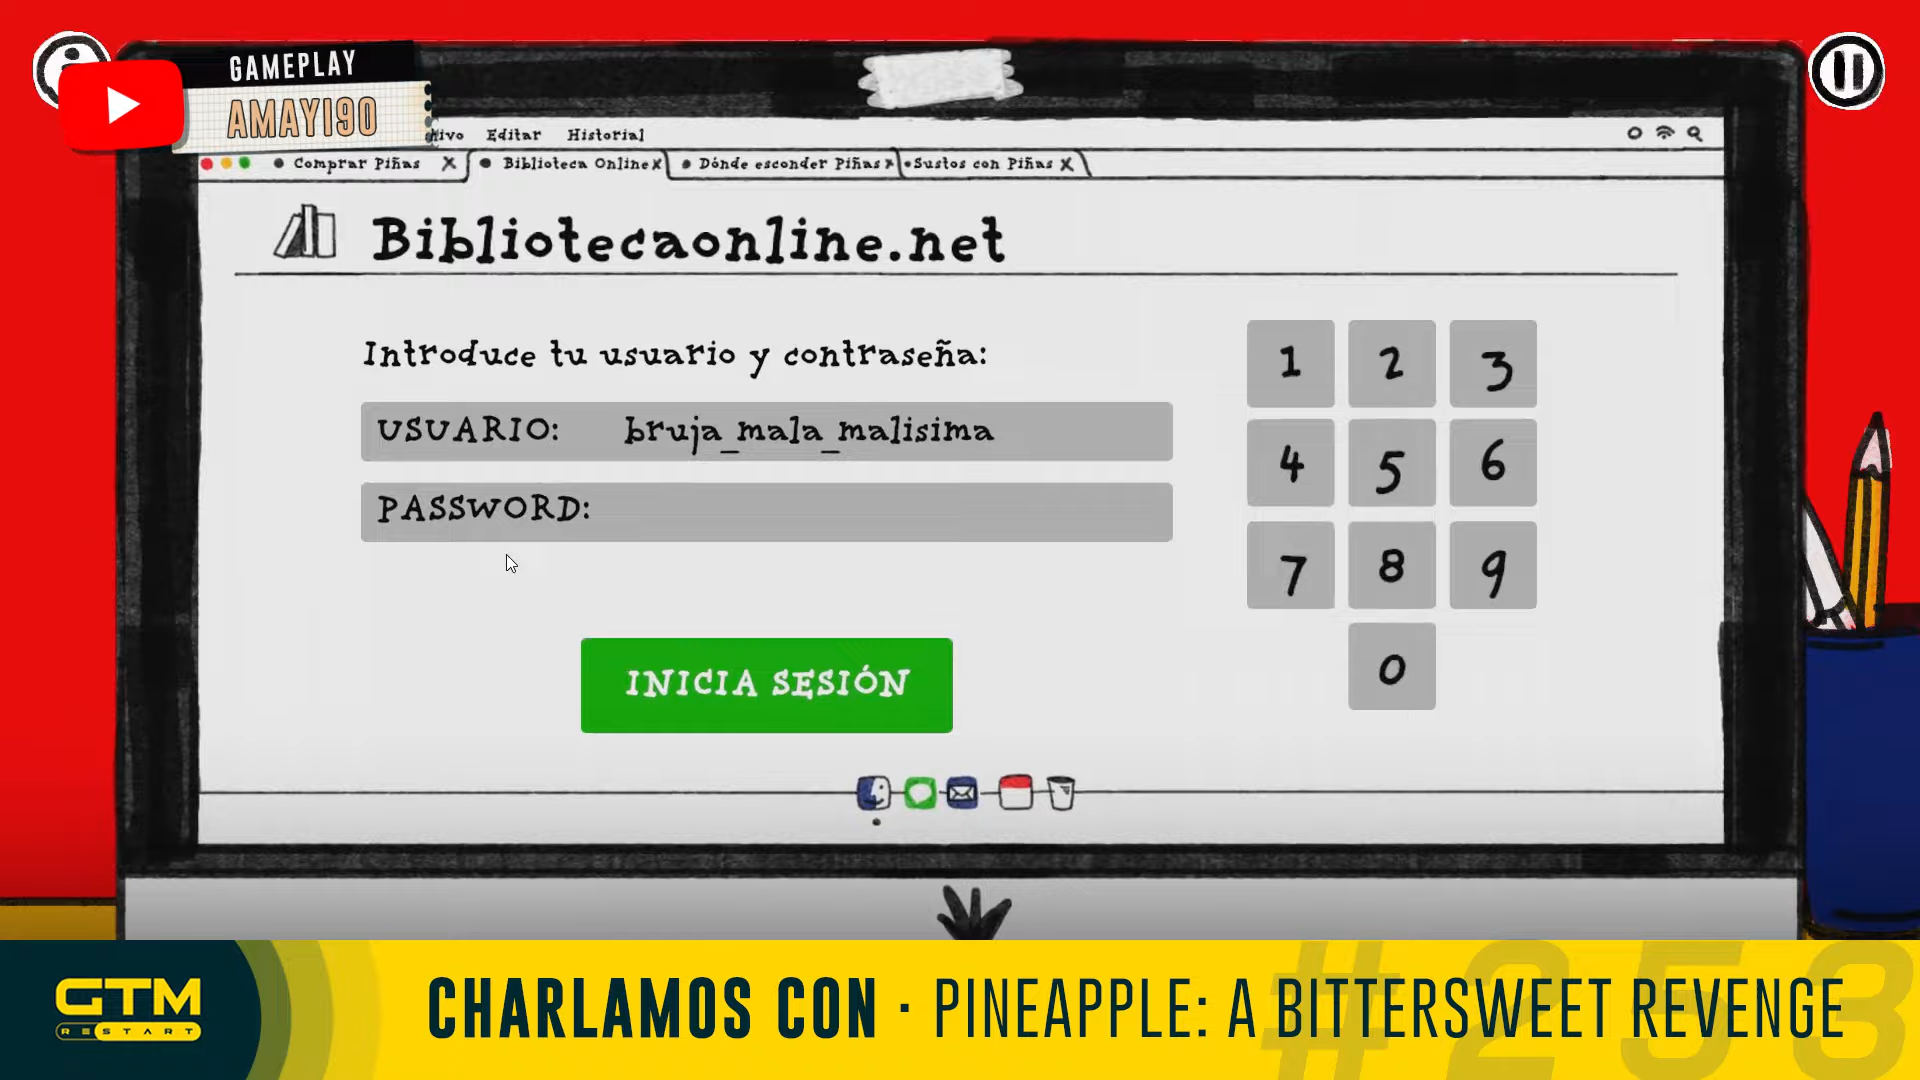 GAMEPLAY
AMAYI90
hivo Editar Historial
Comprar Piñas X Biblioteca Online x Dónde esconder Piñas x Sustos con Piñas X
Bibliotecaonline.net
Introduce tu usuario y contraseña:
USUARIO: bruja_mala_malisima
PASSWORD:
1 2 3
4 5 6
7 8 9
0
INICIA SESIÓN
#253
GTM
RESTART
CHARLAMOS CON · PINEAPPLE: A BITTERSWEET REVENGE